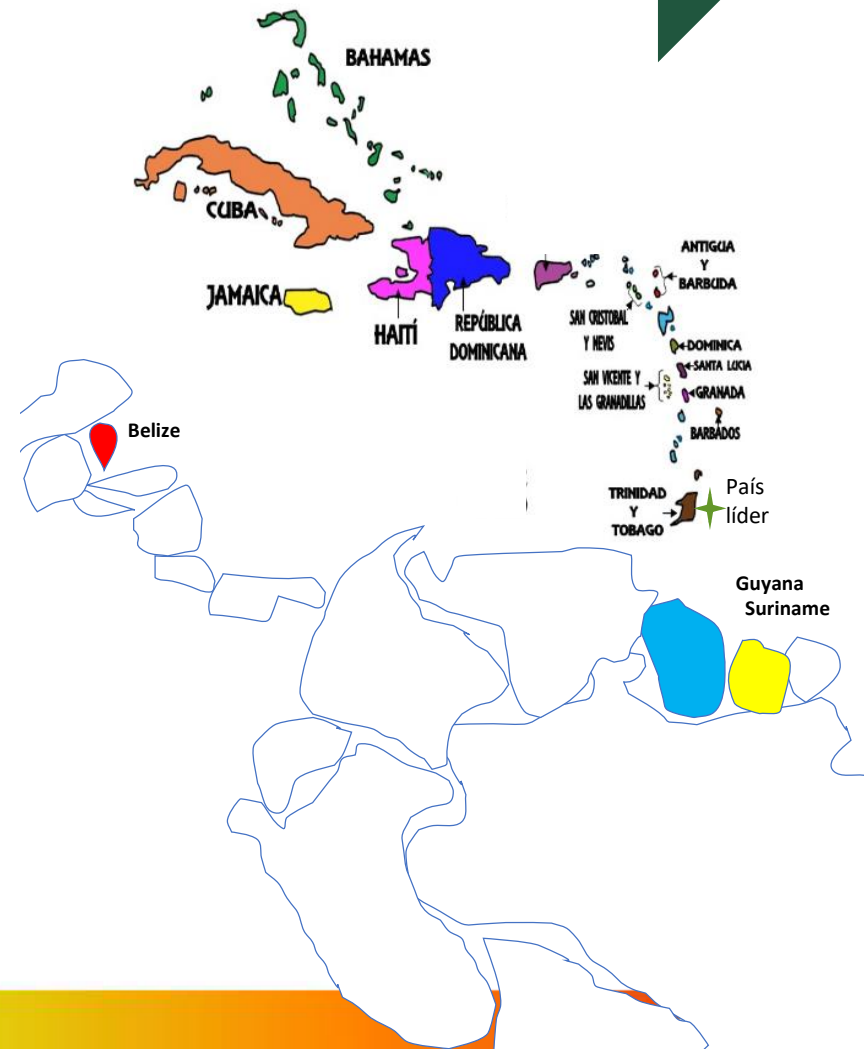 BAHAMAS
CUBA
JAMAICA
HAITÍ
REPÚBLICA
DOMINICANA
ANTIGUA
Y
BARBUDA
SAN CRISTOBAL
Y NEVIS
DOMINICA
SANTA LUCIA
SAN VICENTE Y
LAS GRANADILLAS
GRANADA
BARBADOS
Belize
TRINIDAD
Y
TOBAGO
País
líder
Guyana
Suriname